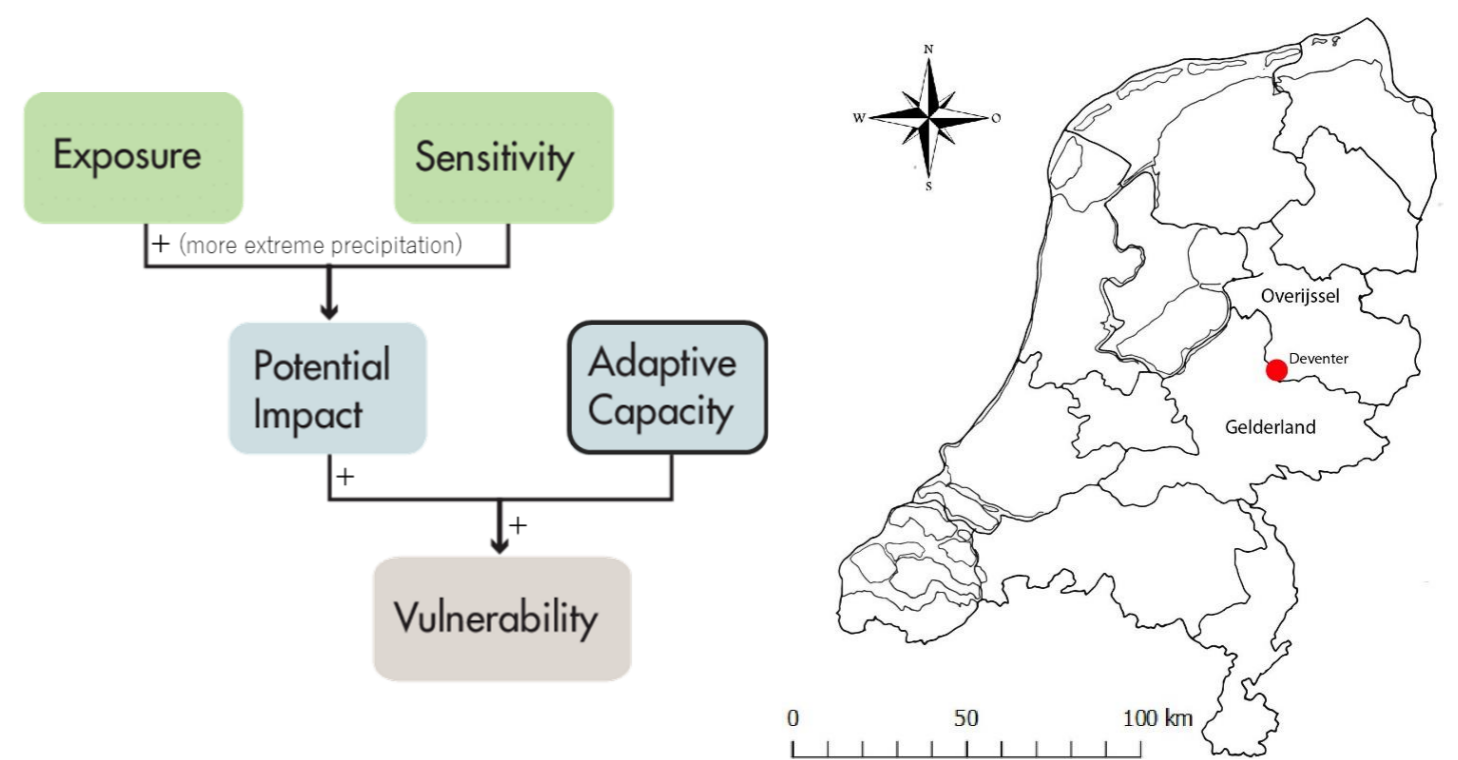 Exposure
Sensitivity
+ (more extreme precipitation)
Potential
Impact
Adaptive
Capacity
+
+
Vulnerability
N
W
O
S
Overijssel
Deventer
Gelderland
0 50 100 km